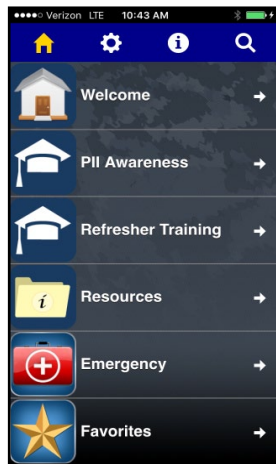 Verizon LTE 10:43 AM
Welcome
PII Awareness
Refresher Training
i
Resources
Emergency
Favorites